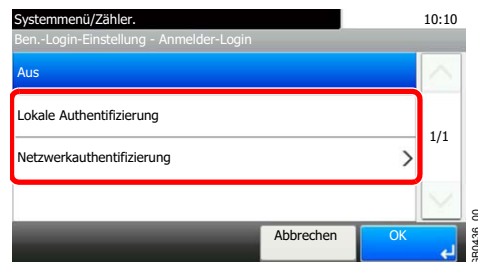 Systemmenü/Zähler.
10:10
Ben.-Login-Einstellung - Anmelder-Login
Aus
Lokale Authentifizierung
1/1
Netzwerkauthentifizierung
Abbrechen
OK
GB0436_00